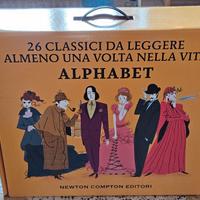 26 CLASSICI DA LEGGERE
ALMENO UNA VOLTA NELLA VIT
ALPHABET
NEWTON COMPTON EDITORI